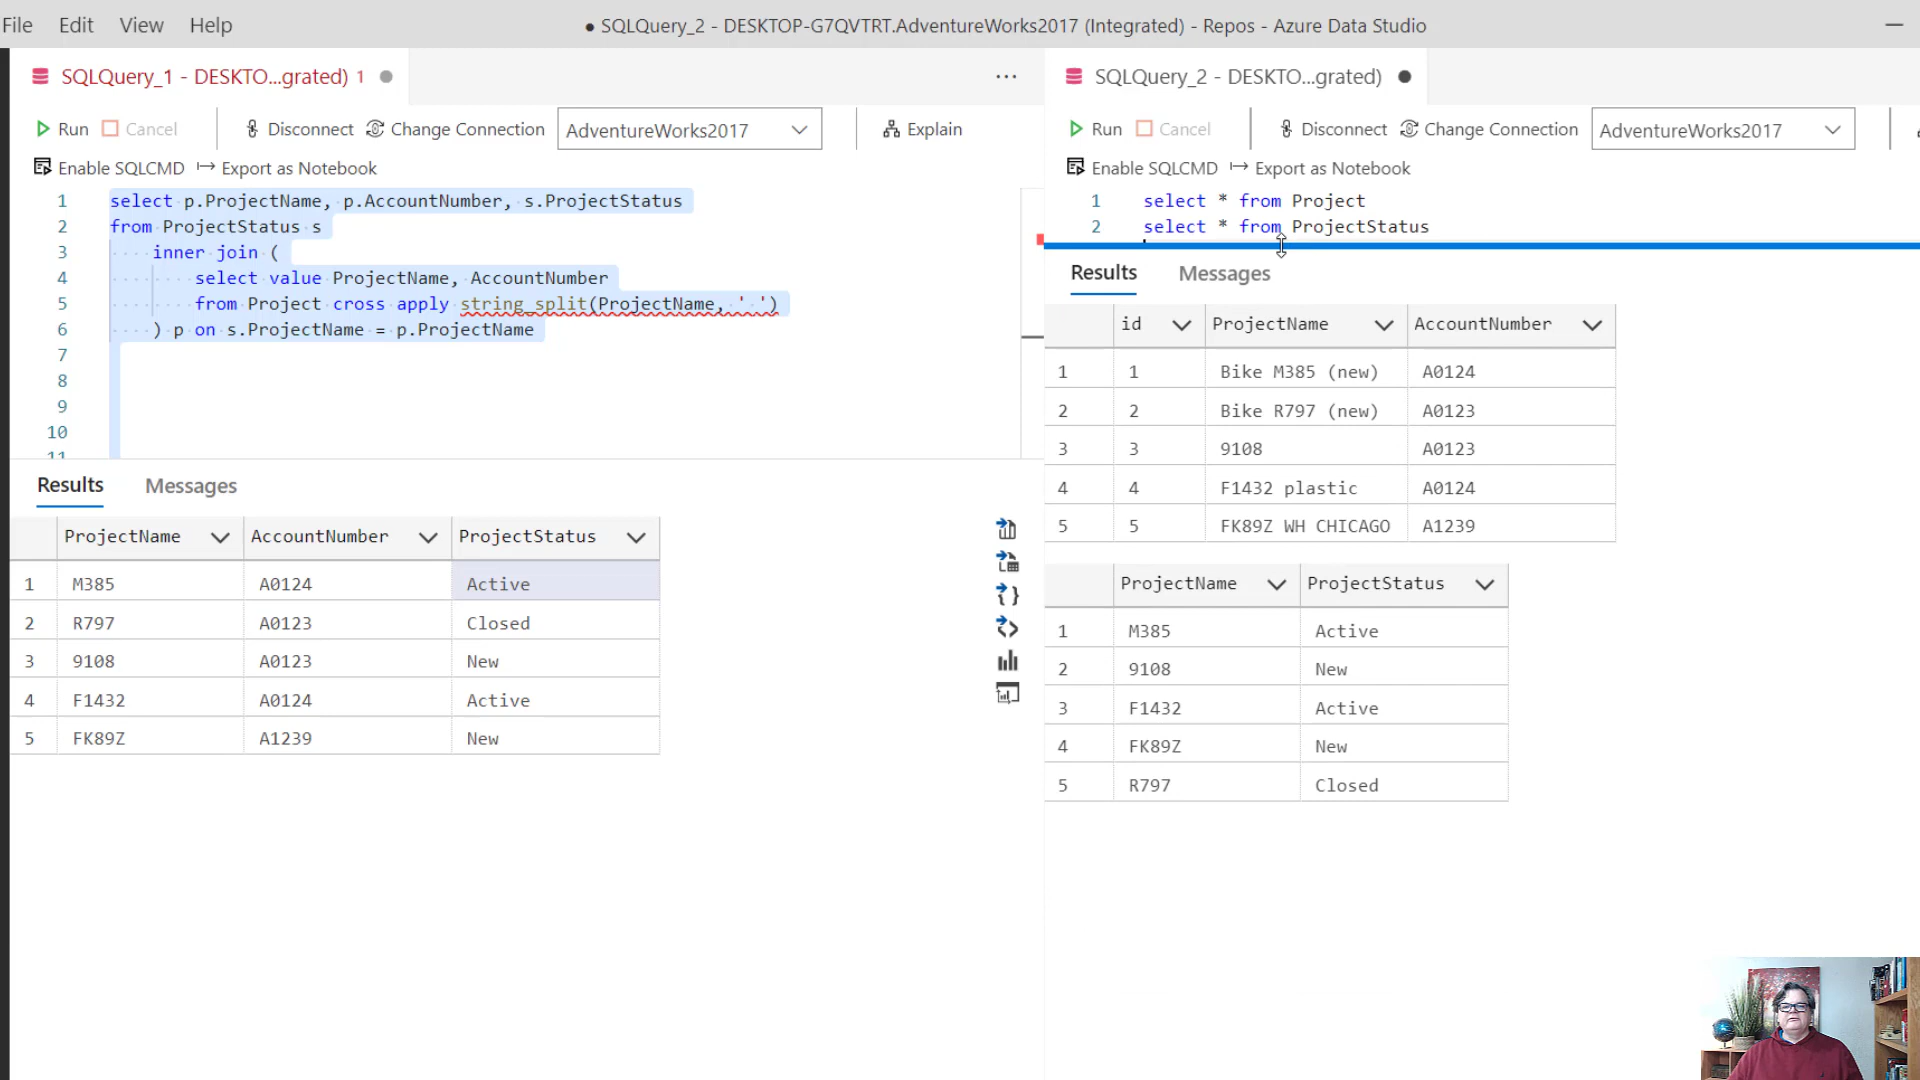 File Edit View Help
● SQLQuery_2 - DESKTOP-G7QVTRT.AdventureWorks2017 (Integrated) - Repos - Azure Data Studio
SQLQuery_1 - DESKTO...grated) 1
Run Cancel Disconnect Change Connection AdventureWorks2017 Explain
Enable SQLCMD Export as Notebook
1 select p.ProjectName, p.AccountNumber, s.ProjectStatus
2 from ProjectStatus s
3 inner join (
4 select value ProjectName, AccountNumber
5 from Project cross apply string_split(ProjectName, ' ')
6 ) p on s.ProjectName = p.ProjectName
7
8
9
10
11
Results Messages
ProjectName AccountNumber ProjectStatus
1 M385 A0124 Active
2 R797 A0123 Closed
3 9108 A0123 New
4 F1432 A0124 Active
5 FK89Z A1239 New
SQLQuery_2 - DESKTO...grated)
Run Cancel Disconnect Change Connection AdventureWorks2017
Enable SQLCMD Export as Notebook
1 select * from Project
2 select * from ProjectStatus
Results Messages
id ProjectName AccountNumber
1 1 Bike M385 (new) A0124
2 2 Bike R797 (new) A0123
3 3 9108 A0123
4 4 F1432 plastic A0124
5 5 FK89Z WH CHICAGO A1239
ProjectName ProjectStatus
1 M385 Active
2 9108 New
3 F1432 Active
4 FK89Z New
5 R797 Closed